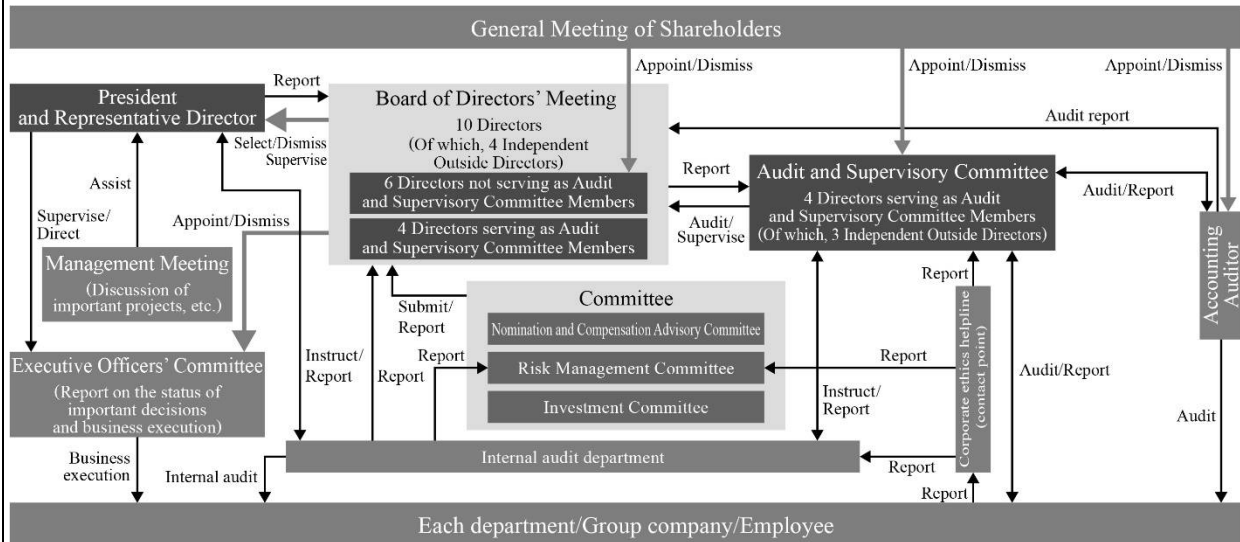 General Meeting of Shareholders
Appoint/Dismiss
Appoint/Dismiss
Appoint/Dismiss
President
and Representative Director
Report
Select/Dismiss
Supervise
Board of Directors' Meeting
10 Directors
(Of which, 4 Independent
Outside Directors)
6 Directors not serving as Audit
and Supervisory Committee Members
4 Directors serving as Audit
and Supervisory Committee Members
Audit report
Report
Audit/
Supervise
Audit and Supervisory Committee
4 Directors serving as Audit
and Supervisory Committee Members
(Of which, 3 Independent Outside Directors)
Audit/Report
Accounting
Auditor
Supervise/
Direct
Assist
Appoint/Dismiss
Management Meeting
(Discussion of
important projects, etc.)
Executive Officers' Committee
(Report on the status of
important decisions
and business execution)
Instruct/
Report
Report
Submit/
Report
Report
Committee
Nomination and Compensation Advisory Committee
Risk Management Committee
Investment Committee
Report
Instruct/
Report
Report
Corporate ethics helpline
(contact point)
Audit/Report
Audit
Business
execution
Internal audit
Internal audit department
Report
Report
Each department/Group company/Employee